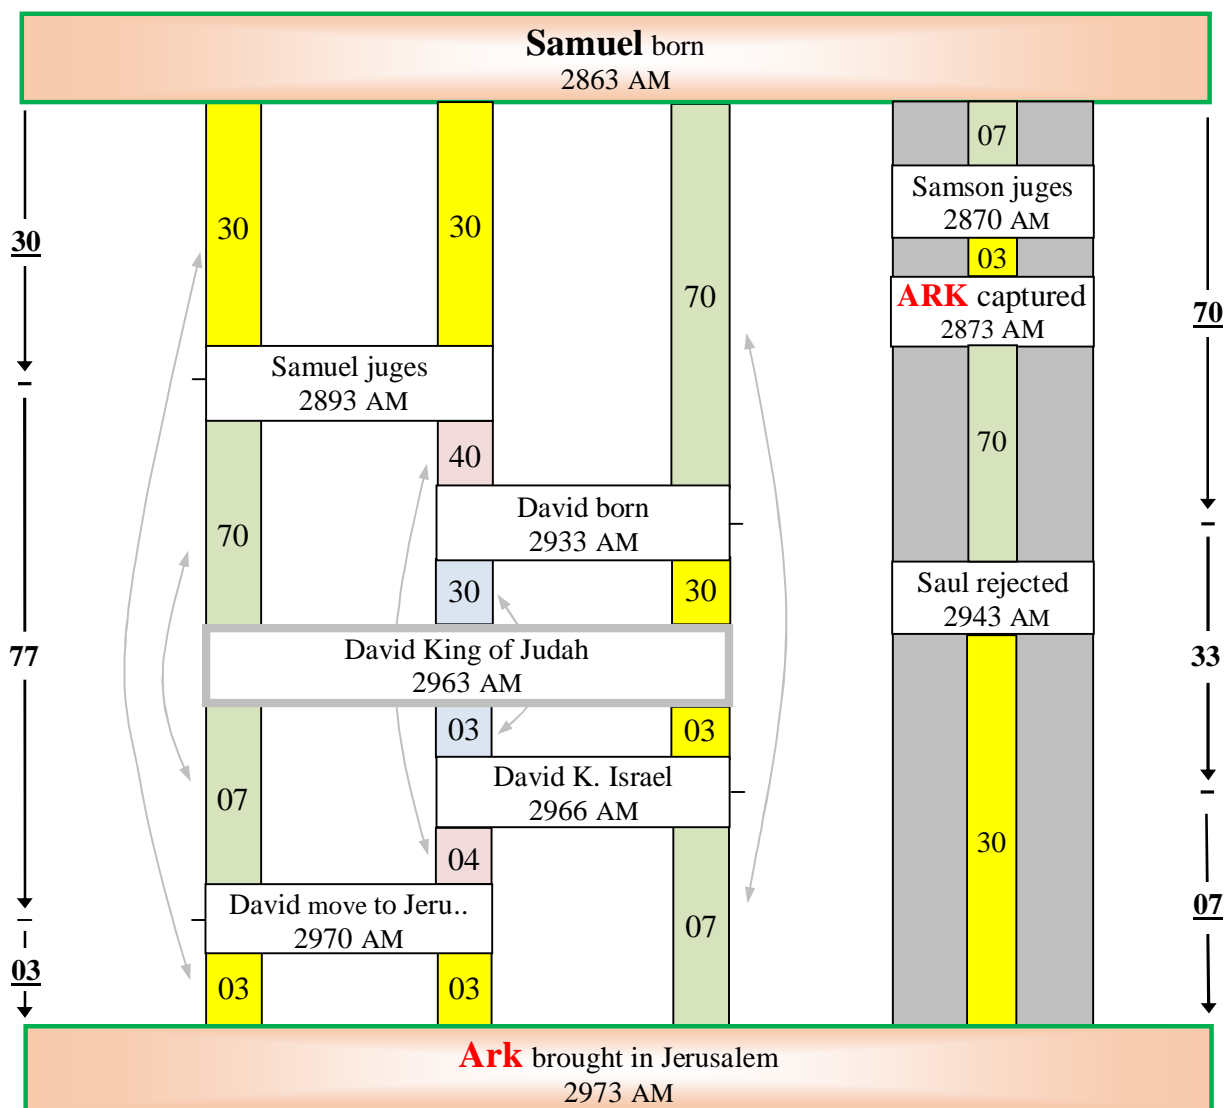 Samuel born
2863 AM
07
Samson juges
2870 AM
30
30
30
03
70
ARK captured
2873 AM
70
Samuel juges
2893 AM
40
70
David born
2933 AM
70
30
30
Saul rejected
2943 AM
77
David King of Judah
2963 AM
33
03
03
David K. Israel
2966 AM
07
30
04
David move to Jeru..
2970 AM
07
07
03
03
03
Ark brought in Jerusalem
2973 AM